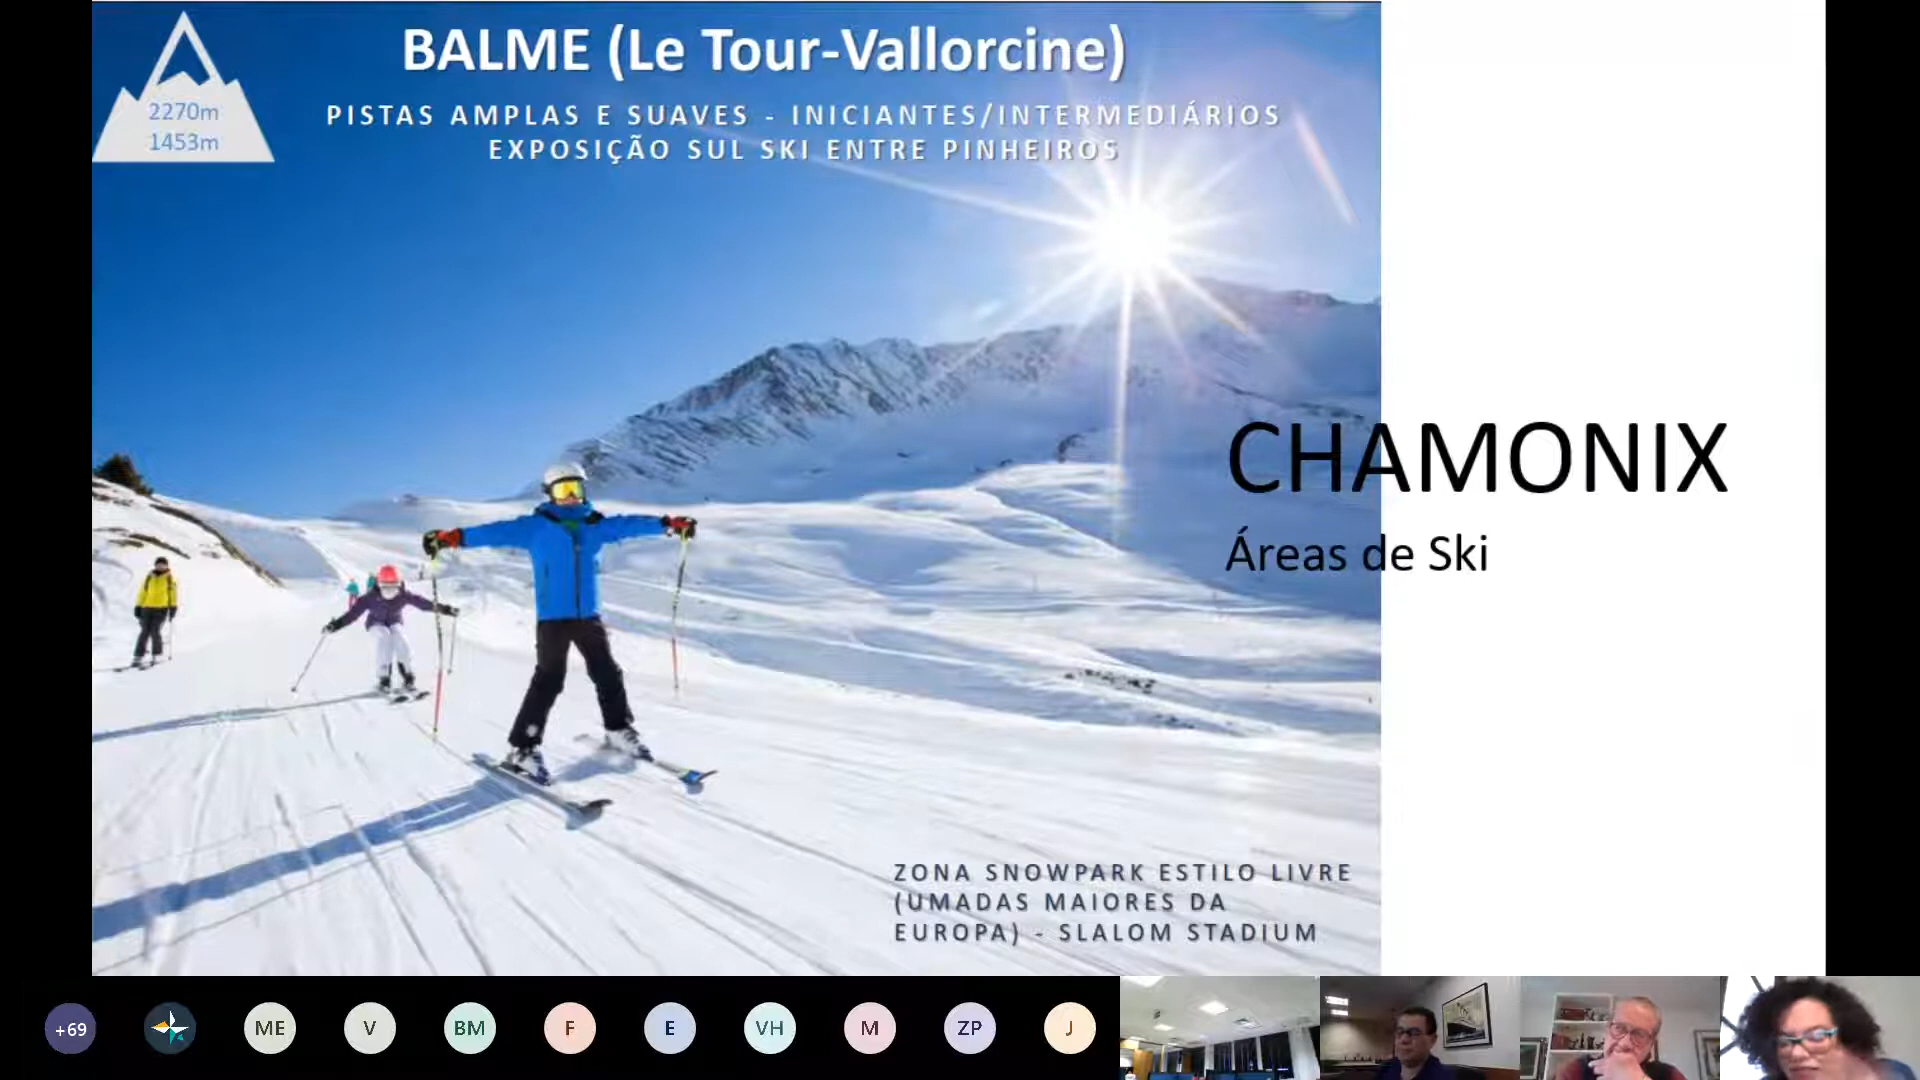 BALME (Le Tour-Vallorcine)
2270m
1453m
PISTAS AMPLAS E SUAVES - INICIANTES/INTERMEDIÁRIOS
EXPOSIÇÃO SUL SKI ENTRE PINHEIROS
CHAMONIX
Áreas de Ski
ZONA SNOWPARK ESTILO LIVRE
(UMADAS MAIORES DA
EUROPA) - SLALOM STADIUM
+69
ME
V
BM
F
E
VH
M
ZP
J